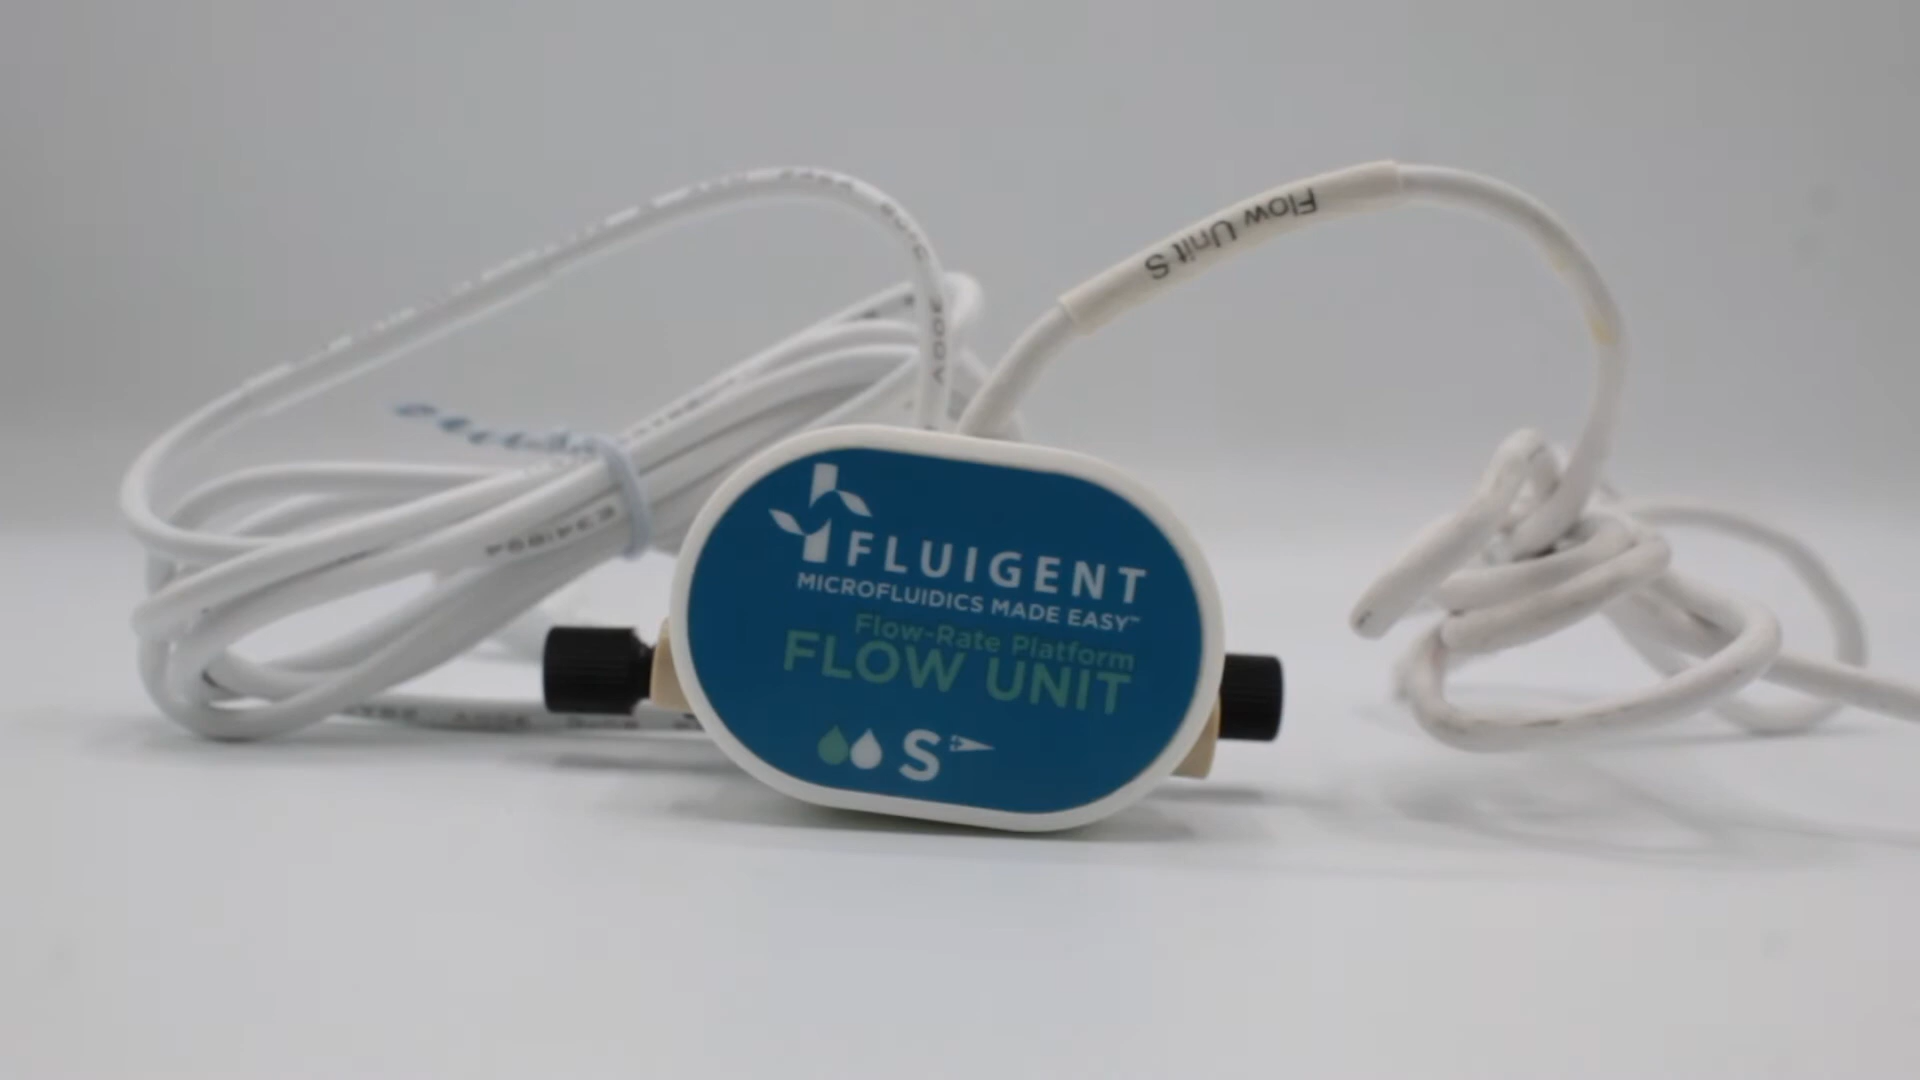 Flow Unit S
FLUIGENT
MICROFLUIDICS MADE EASY™
Flow-Rate Platform
FLOW UNIT
S